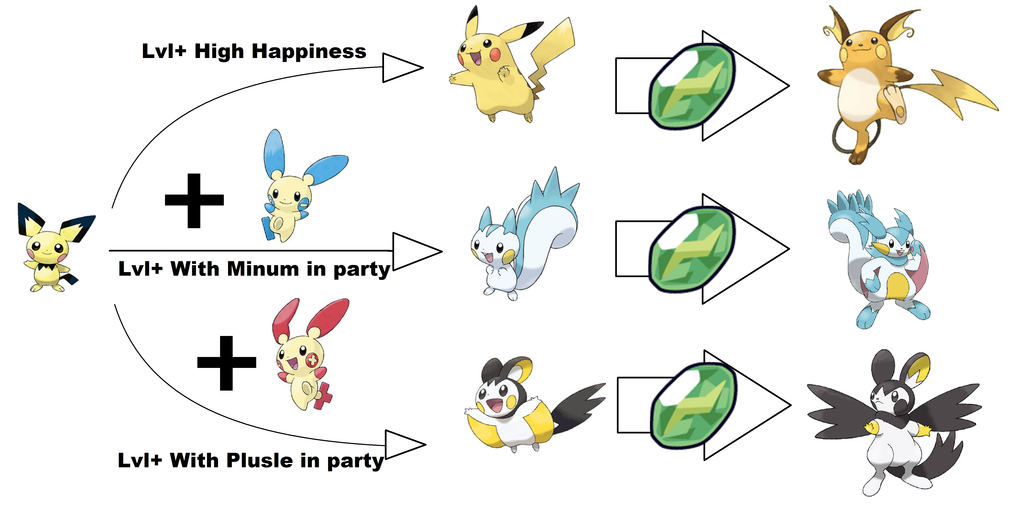 Lvl+ High Happiness
Lvl+ With Minum in party
Lvl+ With Plusle in party